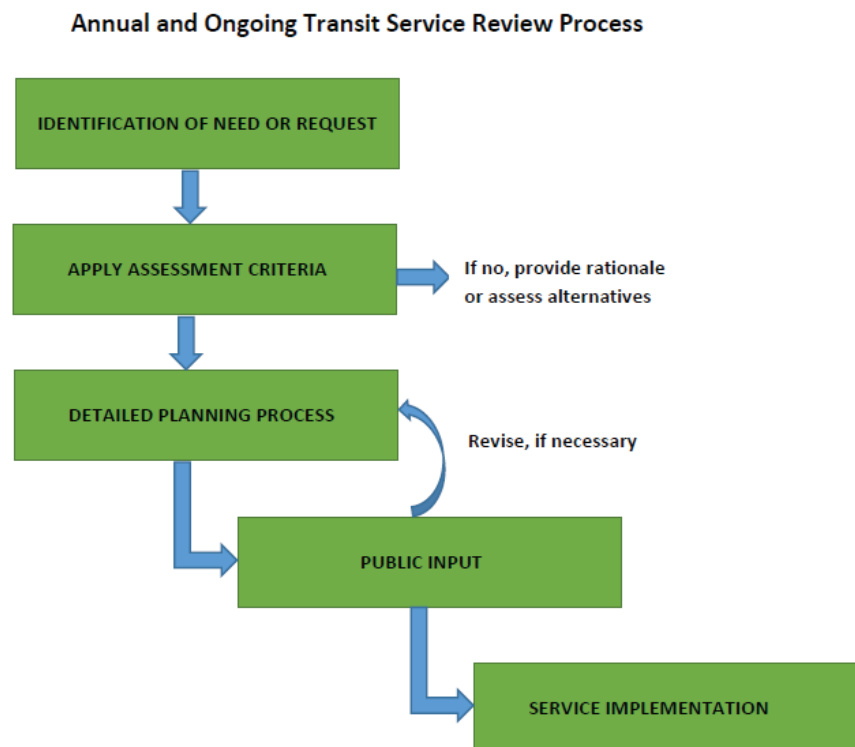 Annual and Ongoing Transit Service Review Process
IDENTIFICATION OF NEED OR REQUEST
APPLY ASSESSMENT CRITERIA
If no, provide rationale
or assess alternatives
DETAILED PLANNING PROCESS
Revise, if necessary
PUBLIC INPUT
SERVICE IMPLEMENTATION